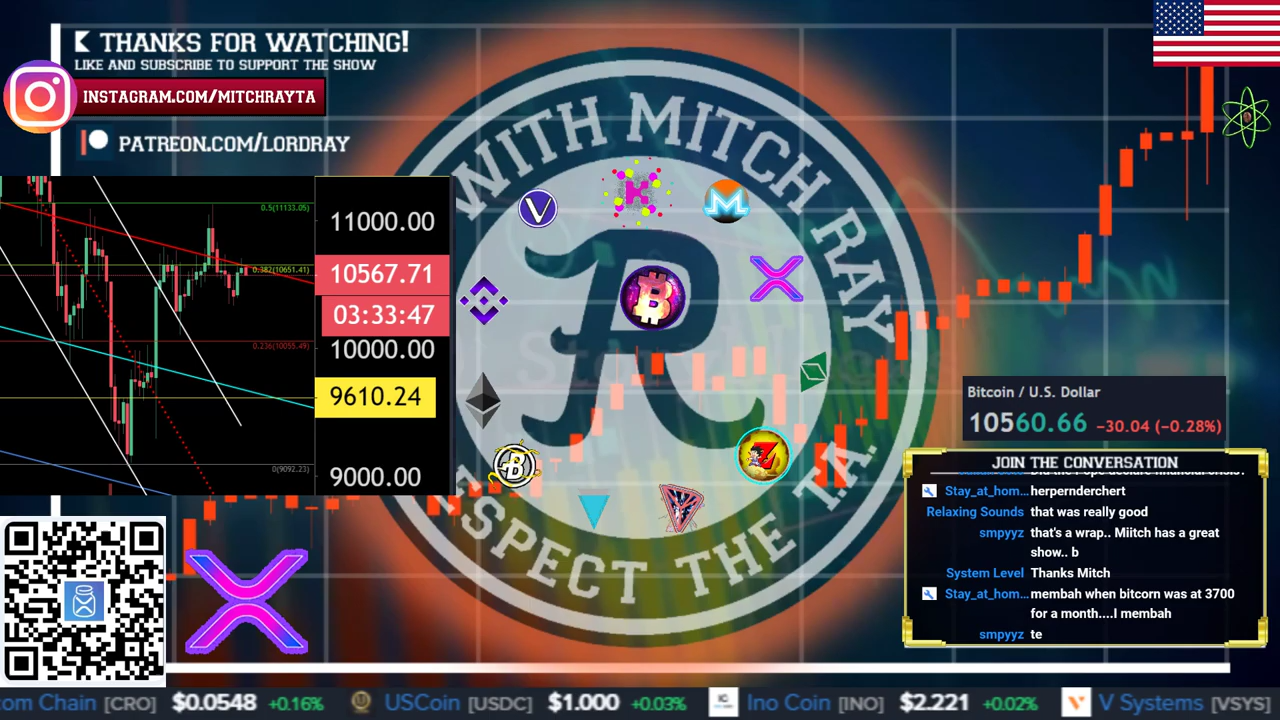 THANKS FOR WATCHING!
LIKE AND SUBSCRIBE TO SUPPORT THE SHOW
INSTAGRAM.COM/MITCHRAYTA
PATREON.COM/LORDRAY
0.5(11133.05)
11000.00
0.382(10651.41)
10567.71
03:33:47
0.236(10055.49)
10000.00
9610.24
0(9092.23)
9000.00
WITH MITCH RAY
R
SPECT THE T.A.
Bitcoin / U.S. Dollar
10560.66 −30.04 (−0.28%)
JOIN THE CONVERSATION
Stay_at_hom... herpernderchert
Relaxing Sounds that was really good
smpyyz that's a wrap.. Miitch has a great
show.. b
System Level Thanks Mitch
Stay_at_hom... membah when bitcorn was at 3700
for a month....I membah
smpyyz te
om Chain [CRO] $0.0548 +0.16% USCoin [USDC] $1.000 +0.03% Ino Coin [INO] $2.221 +0.02% V Systems [VSYS]